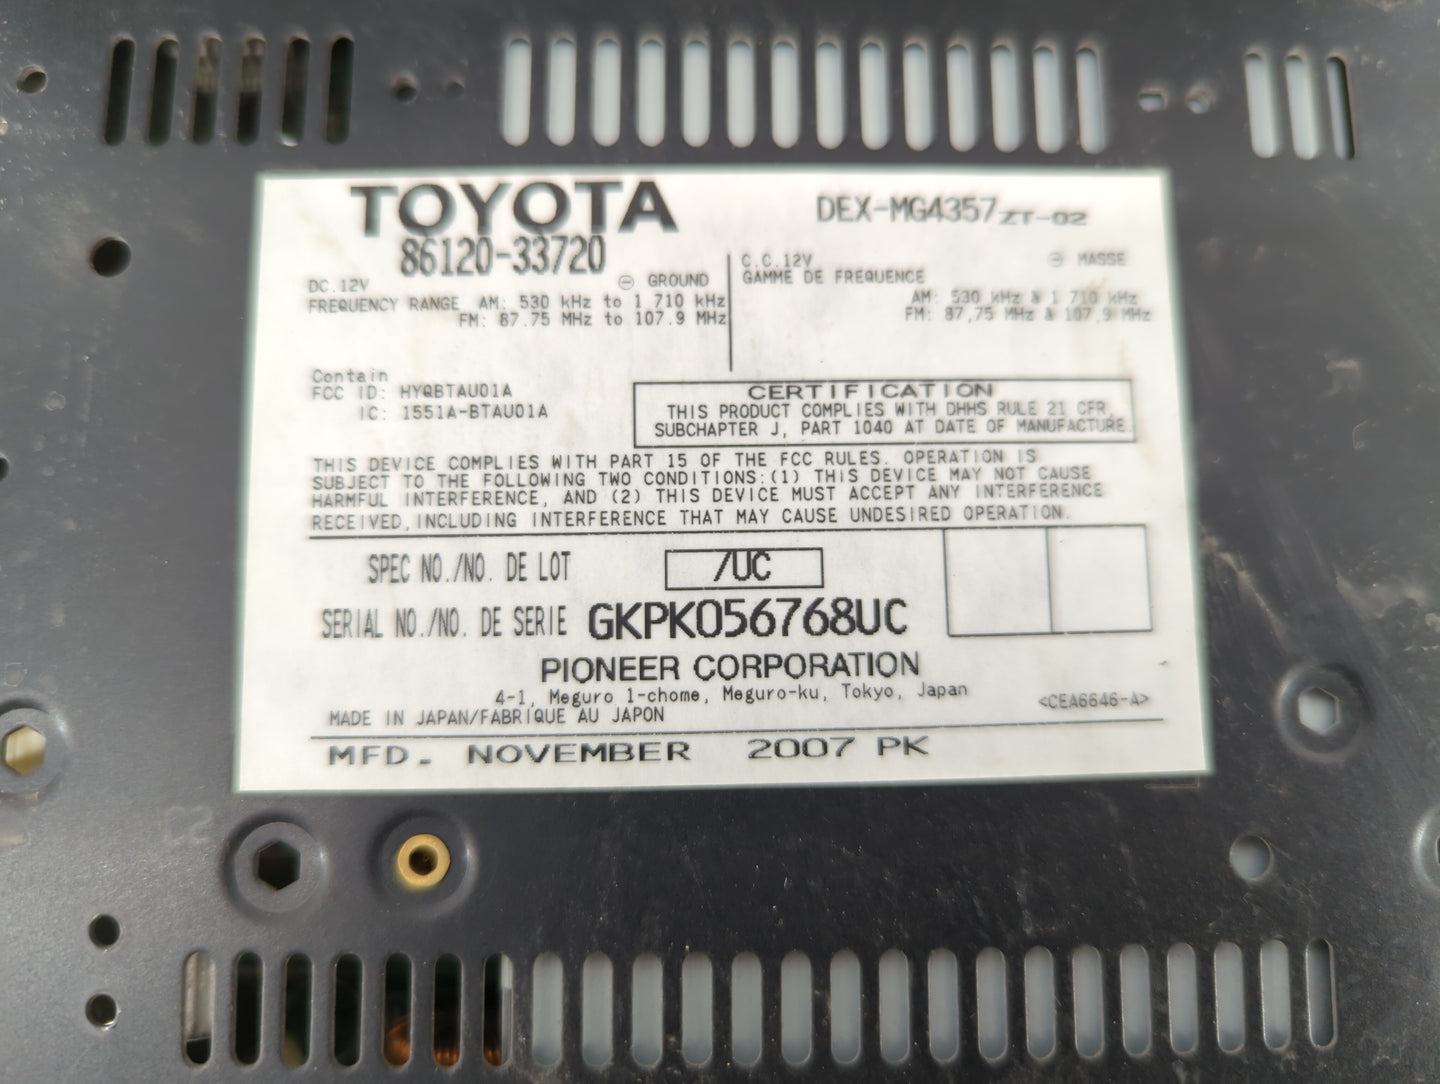 TOYOTA
86120-33720
DEX-MG4357 ZT-02
DC.12V ⊖ GROUND
FREQUENCY RANGE AM: 530 kHz to 1 710 kHz
FM: 87.75 MHz to 107.9 MHz
C.C.12V ⊖ MASSE
GAMME DE FREQUENCE
AM: 530 kHz à 1 710 kHz
FM: 87,75 MHz à 107,9 MHz
Contain
FCC ID: HYQBTAU01A
IC: 1551A-BTAU01A
CERTIFICATION
THIS PRODUCT COMPLIES WITH DHHS RULE 21 CFR,
SUBCHAPTER J, PART 1040 AT DATE OF MANUFACTURE.
THIS DEVICE COMPLIES WITH PART 15 OF THE FCC RULES. OPERATION IS
SUBJECT TO THE FOLLOWING TWO CONDITIONS:(1) THIS DEVICE MAY NOT CAUSE
HARMFUL INTERFERENCE, AND (2) THIS DEVICE MUST ACCEPT ANY INTERFERENCE
RECEIVED,INCLUDING INTERFERENCE THAT MAY CAUSE UNDESIRED OPERATION.
SPEC NO./NO. DE LOT /UC
SERIAL NO./NO. DE SERIE GKPK056768UC
PIONEER CORPORATION
4-1, Meguro 1-chome, Meguro-ku, Tokyo, Japan
<CEA6646-A>
MADE IN JAPAN/FABRIQUE AU JAPON
MFD. NOVEMBER 2007 PK